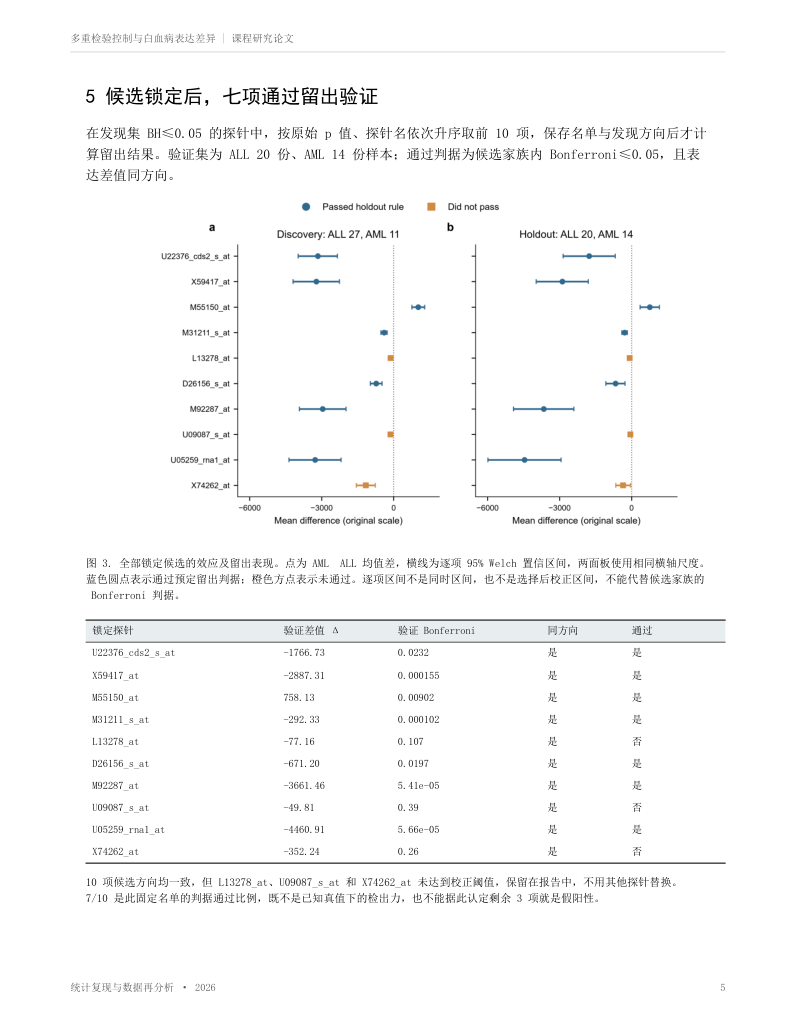 多重检验控制与白血病表达差异 | 课程研究论文
5 候选锁定后，七项通过留出验证
在发现集 BH≤0.05 的探针中，按原始 p 值、探针名依次升序取前 10 项，保存名单与发现方向后才计
算留出结果。验证集为 ALL 20 份、AML 14 份样本；通过判据为候选家族内 Bonferroni≤0.05，且表
达差值同方向。
Passed holdout rule Did not pass
a b
Discovery: ALL 27, AML 11 Holdout: ALL 20, AML 14
U22376_cds2_s_at
X59417_at
M55150_at
M31211_s_at
L13278_at
D26156_s_at
M92287_at
U09087_s_at
U05259_rna1_at
X74262_at
−6000 −3000 0 −6000 −3000 0
Mean difference (original scale) Mean difference (original scale)
图 3. 全部锁定候选的效应及留出表现。点为 AML ALL 均值差，横线为逐项 95% Welch 置信区间，两面板使用相同横轴尺度。
蓝色圆点表示通过预定留出判据；橙色方点表示未通过。逐项区间不是同时区间，也不是选择后校正区间，不能代替候选家族的
Bonferroni 判据。
锁定探针 验证差值 Δ 验证 Bonferroni 同方向 通过
U22376_cds2_s_at -1766.73 0.0232 是 是
X59417_at -2887.31 0.000155 是 是
M55150_at 758.13 0.00902 是 是
M31211_s_at -292.33 0.000102 是 是
L13278_at -77.16 0.107 是 否
D26156_s_at -671.20 0.0197 是 是
M92287_at -3661.46 5.41e-05 是 是
U09087_s_at -49.81 0.39 是 否
U05259_rna1_at -4460.91 5.66e-05 是 是
X74262_at -352.24 0.26 是 否
10 项候选方向均一致，但 L13278_at、U09087_s_at 和 X74262_at 未达到校正阈值，保留在报告中，不用其他探针替换。
7/10 是此固定名单的判据通过比例，既不是已知真值下的检出力，也不能据此认定剩余 3 项就是假阳性。
统计复现与数据再分析 • 2026 5